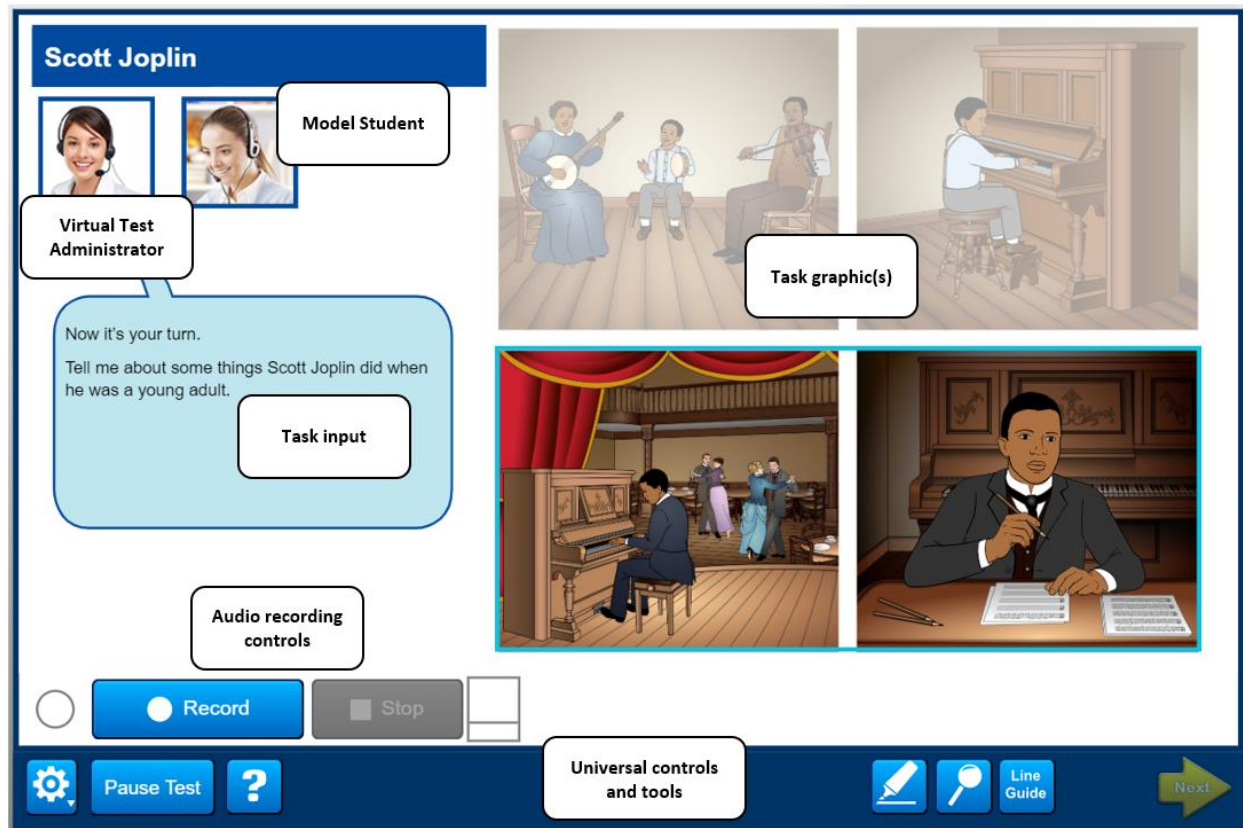 Scott Joplin
Model Student
Virtual Test
Administrator
Task graphic(s)
Now it's your turn.
Tell me about some things Scott Joplin did when
he was a young adult.
Task input
Audio recording
controls
Record
Stop
Universal controls
and tools
Pause Test
?
Line
Guide
Next